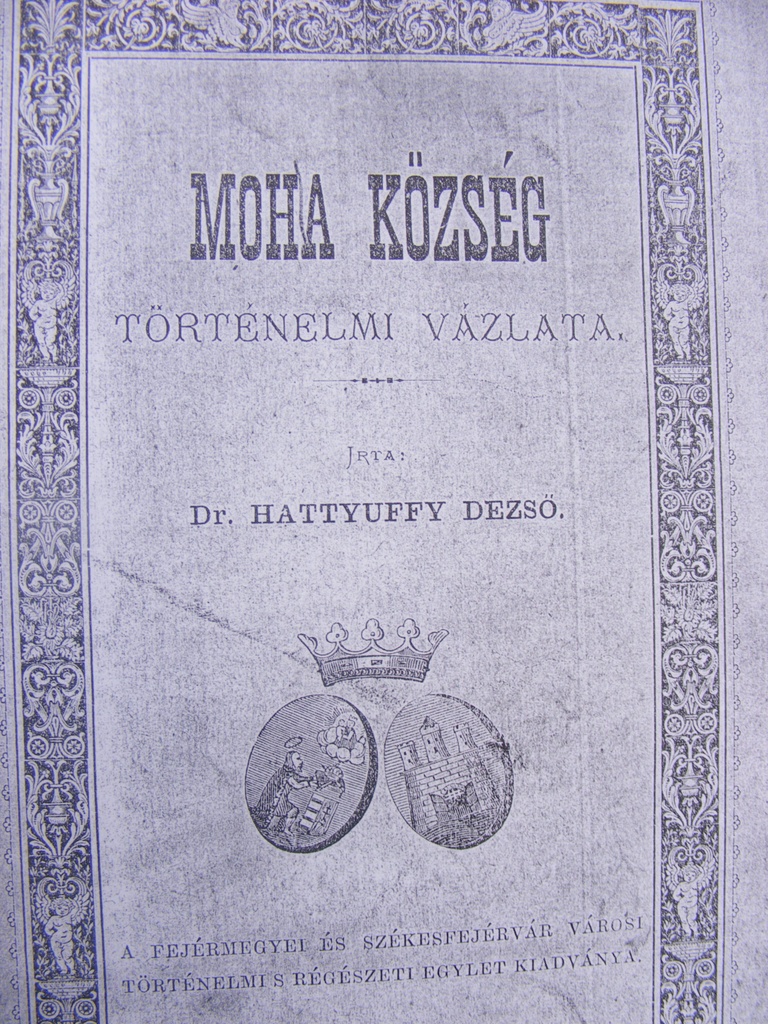 MOHA KÖZSÉG
TÖRTÉNELMI VÁZLATA.
IRTA:
Dr. HATTYUFFY DEZSŐ.
A FEJÉRMEGYEI ÉS SZÉKESFEJÉRVÁR VÁROSI
TÖRTÉNELMI S RÉGÉSZETI EGYLET KIADVÁNYA.